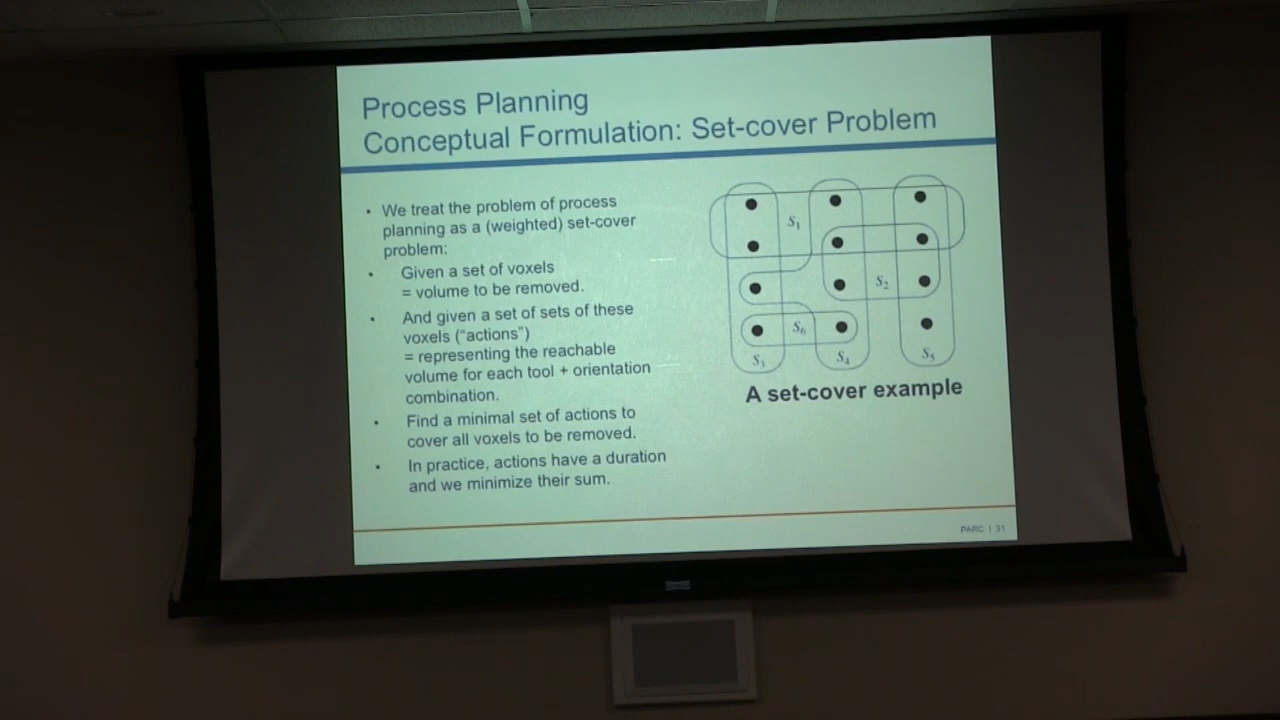 Process Planning
Conceptual Formulation: Set-cover Problem
• We treat the problem of process
planning as a (weighted) set-cover
problem:
• Given a set of voxels
= volume to be removed.
• And given a set of sets of these
voxels (“actions”)
= representing the reachable
volume for each tool + orientation
combination.
• Find a minimal set of actions to
cover all voxels to be removed.
• In practice, actions have a duration
and we minimize their sum.
S1
S2
S6
S3
S4
S5
A set-cover example
PARC | 31